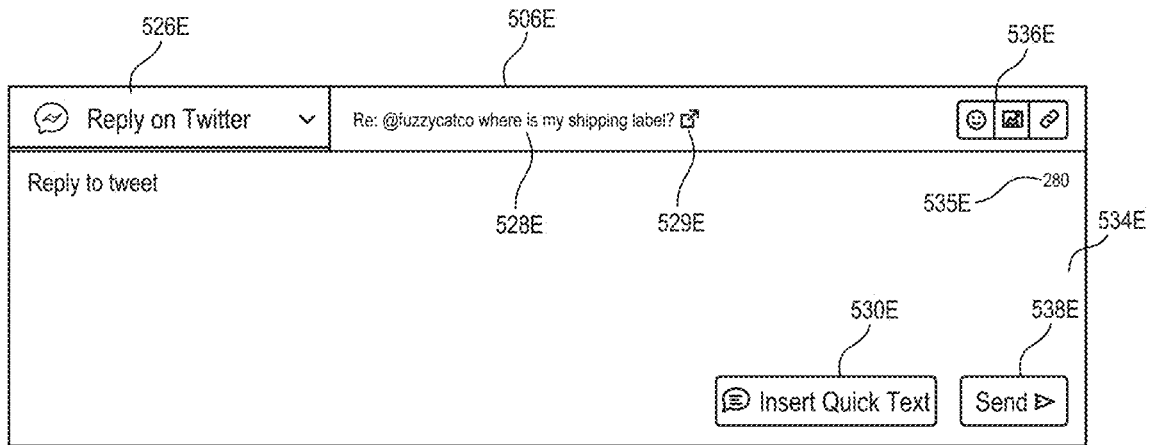 526E
506E
536E
Reply on Twitter
Re: @fuzzycatco where is my shipping label?
Reply to tweet
280
535E
528E
529E
534E
530E
538E
Insert Quick Text
Send